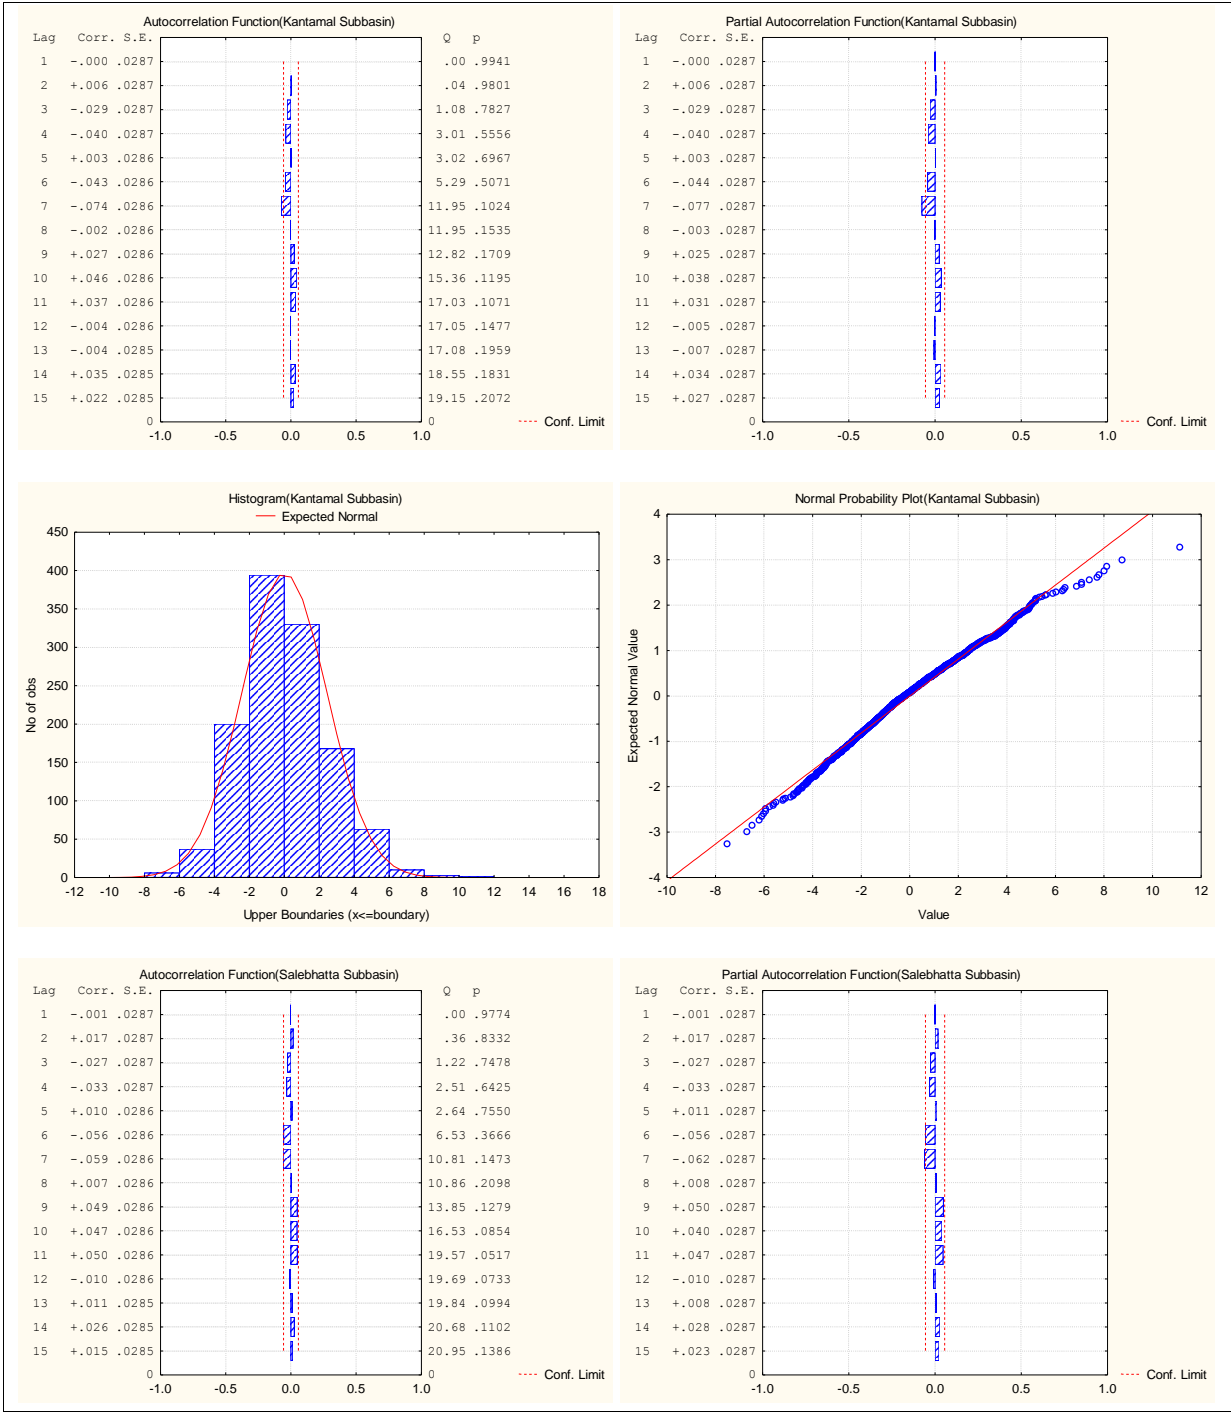 Autocorrelation Function(Kantamal Subbasin)
Lag Corr. S.E. Q p
1 -.000 .0287 .00 .9941
2 +.006 .0287 .04 .9801
3 -.029 .0287 1.08 .7827
4 -.040 .0287 3.01 .5556
5 +.003 .0286 3.02 .6967
6 -.043 .0286 5.29 .5071
7 -.074 .0286 11.95 .1024
8 -.002 .0286 11.95 .1535
9 +.027 .0286 12.82 .1709
10 +.046 .0286 15.36 .1195
11 +.037 .0286 17.03 .1071
12 -.004 .0286 17.05 .1477
13 -.004 .0285 17.08 .1959
14 +.035 .0285 18.55 .1831
15 +.022 .0285 19.15 .2072
0 0
-1.0 -0.5 0.0 0.5 1.0
Conf. Limit
Partial Autocorrelation Function(Kantamal Subbasin)
Lag Corr. S.E.
1 -.000 .0287
2 +.006 .0287
3 -.029 .0287
4 -.040 .0287
5 +.003 .0287
6 -.044 .0287
7 -.077 .0287
8 -.003 .0287
9 +.025 .0287
10 +.038 .0287
11 +.031 .0287
12 -.005 .0287
13 -.007 .0287
14 +.034 .0287
15 +.027 .0287
0
-1.0 -0.5 0.0 0.5 1.0
Conf. Limit
Histogram(Kantamal Subbasin)
Expected Normal
450
400
350
300
250
200
150
100
50
0
-12 -10 -8 -6 -4 -2 0 2 4 6 8 10 12 14 16 18
Upper Boundaries (x<=boundary)
No of obs
Normal Probability Plot(Kantamal Subbasin)
4
3
2
1
0
-1
-2
-3
-4
-10 -8 -6 -4 -2 0 2 4 6 8 10 12
Value
Expected Normal Value
Autocorrelation Function(Salebhatta Subbasin)
Lag Corr. S.E. Q p
1 -.001 .0287 .00 .9774
2 +.017 .0287 .36 .8332
3 -.027 .0287 1.22 .7478
4 -.033 .0287 2.51 .6425
5 +.010 .0286 2.64 .7550
6 -.056 .0286 6.53 .3666
7 -.059 .0286 10.81 .1473
8 +.007 .0286 10.86 .2098
9 +.049 .0286 13.85 .1279
10 +.047 .0286 16.53 .0854
11 +.050 .0286 19.57 .0517
12 -.010 .0286 19.69 .0733
13 +.011 .0285 19.84 .0994
14 +.026 .0285 20.68 .1102
15 +.015 .0285 20.95 .1386
0 0
-1.0 -0.5 0.0 0.5 1.0
Conf. Limit
Partial Autocorrelation Function(Salebhatta Subbasin)
Lag Corr. S.E.
1 -.001 .0287
2 +.017 .0287
3 -.027 .0287
4 -.033 .0287
5 +.011 .0287
6 -.056 .0287
7 -.062 .0287
8 +.008 .0287
9 +.050 .0287
10 +.040 .0287
11 +.047 .0287
12 -.010 .0287
13 +.008 .0287
14 +.028 .0287
15 +.023 .0287
0
-1.0 -0.5 0.0 0.5 1.0
Conf. Limit